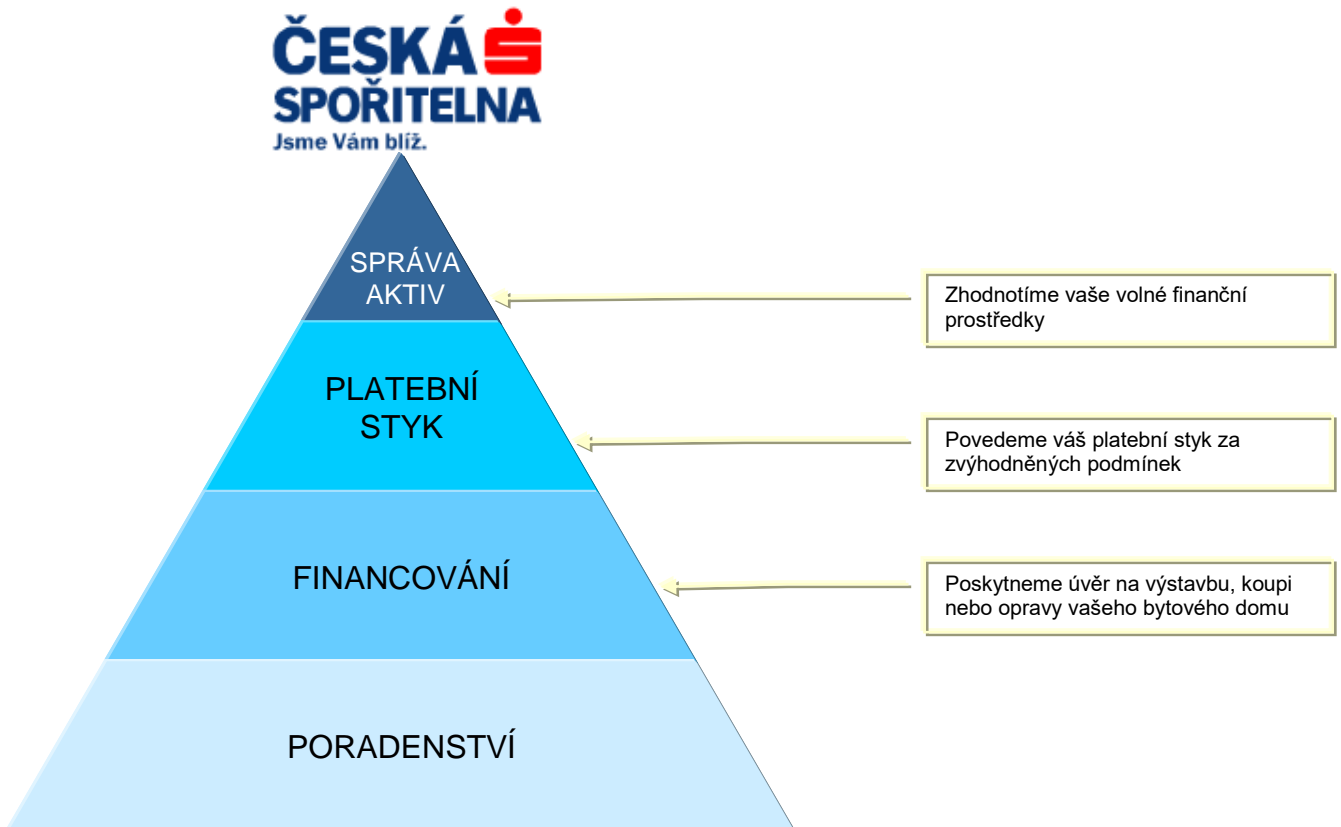 ČESKÁ
SPOŘITELNA
Jsme Vám blíž.
SPRÁVA
AKTIV
Zhodnotíme vaše volné finanční
prostředky
PLATEBNÍ
STYK
Povedeme váš platební styk za
zvýhodněných podmínek
FINANCOVÁNÍ
Poskytneme úvěr na výstavbu, koupi
nebo opravy vašeho bytového domu
PORADENSTVÍ